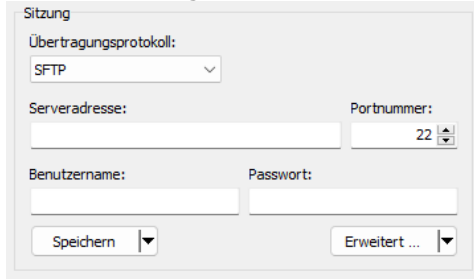 Sitzung
Übertragungsprotokoll:
SFTP
Serveradresse: Portnummer:
22
Benutzername: Passwort:
Speichern Erweitert ...